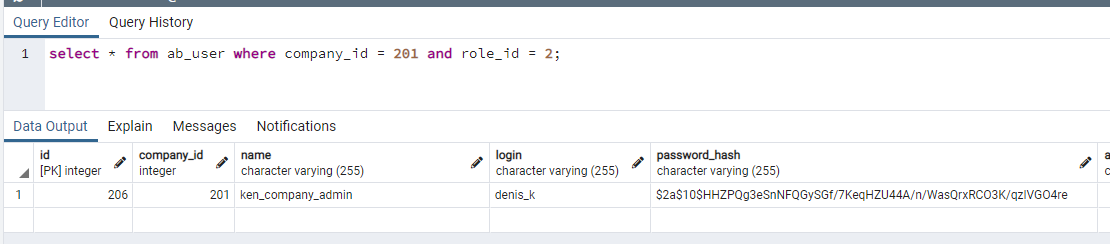 Query Editor Query History
1 select * from ab_user where company_id = 201 and role_id = 2;
Data Output Explain Messages Notifications
id company_id name login password_hash
[PK] integer integer character varying (255) character varying (255) character varying (255)
1 206 201 ken_company_admin denis_k $2a$10$HHZPQg3eSnNFQGySGf/7KeqHZU44A/n/WasQrxRCO3K/qzIVGO4re